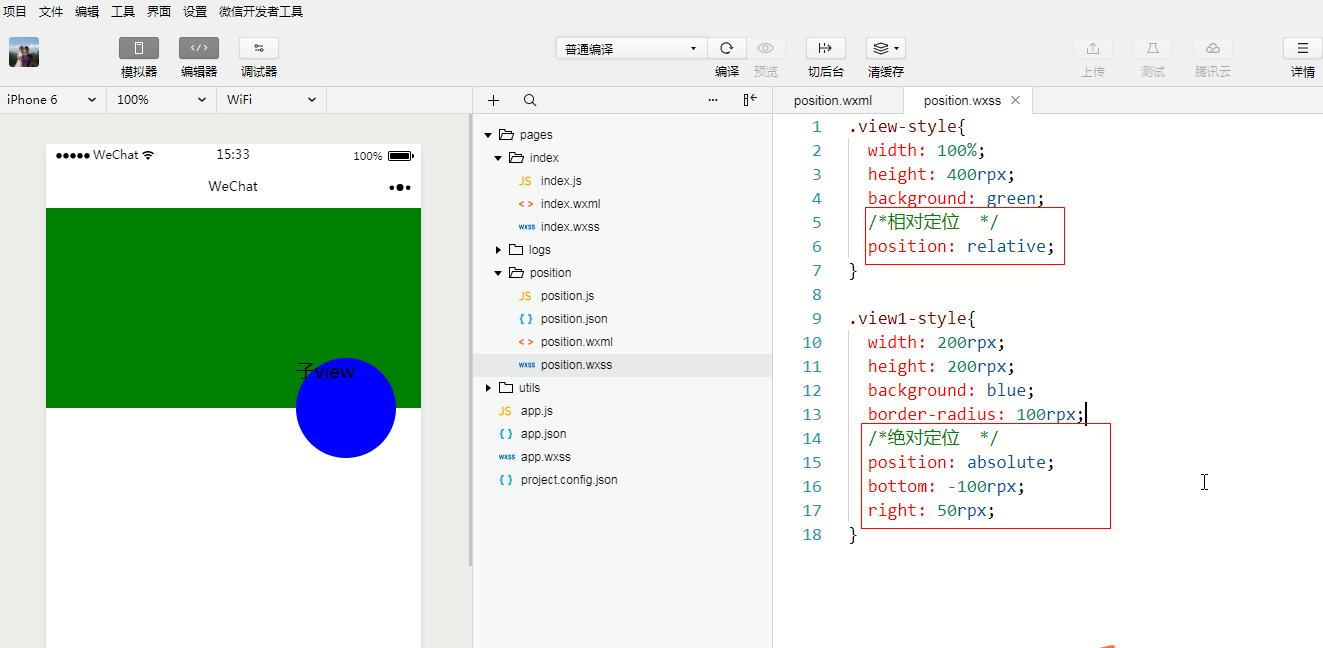 项目 文件 编辑 工具 界面 设置 微信开发者工具
模拟器 编辑器 调试器
普通编译
编译 预览 切后台 清缓存 上传 测试 腾讯云 详情
iPhone 6 100% WiFi
position.wxml position.wxss
WeChat 15:33 100%
WeChat
子view
pages
index
JS index.js
< > index.wxml
wxss index.wxss
logs
position
JS position.js
{ } position.json
< > position.wxml
wxss position.wxss
utils
JS app.js
{ } app.json
wxss app.wxss
{ } project.config.json
1 .view-style{
2 width: 100%;
3 height: 400rpx;
4 background: green;
5 /*相对定位 */
6 position: relative;
7 }
8
9 .view1-style{
10 width: 200rpx;
11 height: 200rpx;
12 background: blue;
13 border-radius: 100rpx;
14 /*绝对定位 */
15 position: absolute;
16 bottom: -100rpx;
17 right: 50rpx;
18 }